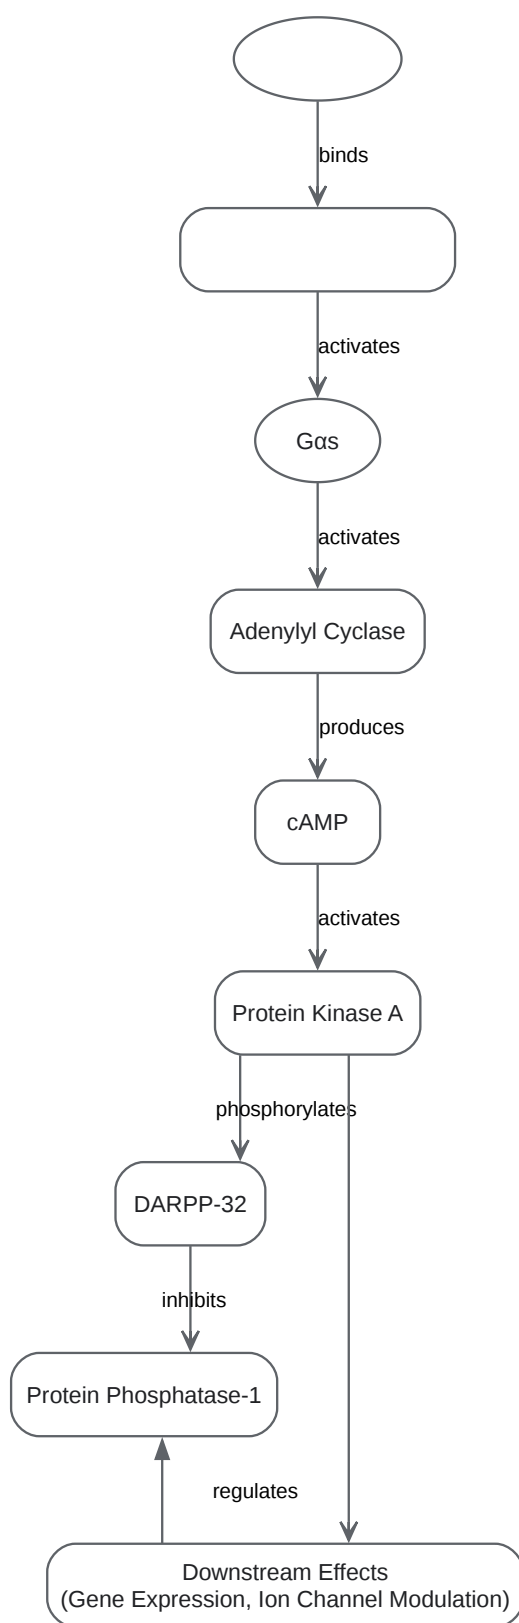 binds
activates
Gαs
activates
Adenylyl Cyclase
produces
cAMP
activates
Protein Kinase A
phosphorylates
DARPP-32
inhibits
Protein Phosphatase-1
regulates
Downstream Effects
(Gene Expression, Ion Channel Modulation)